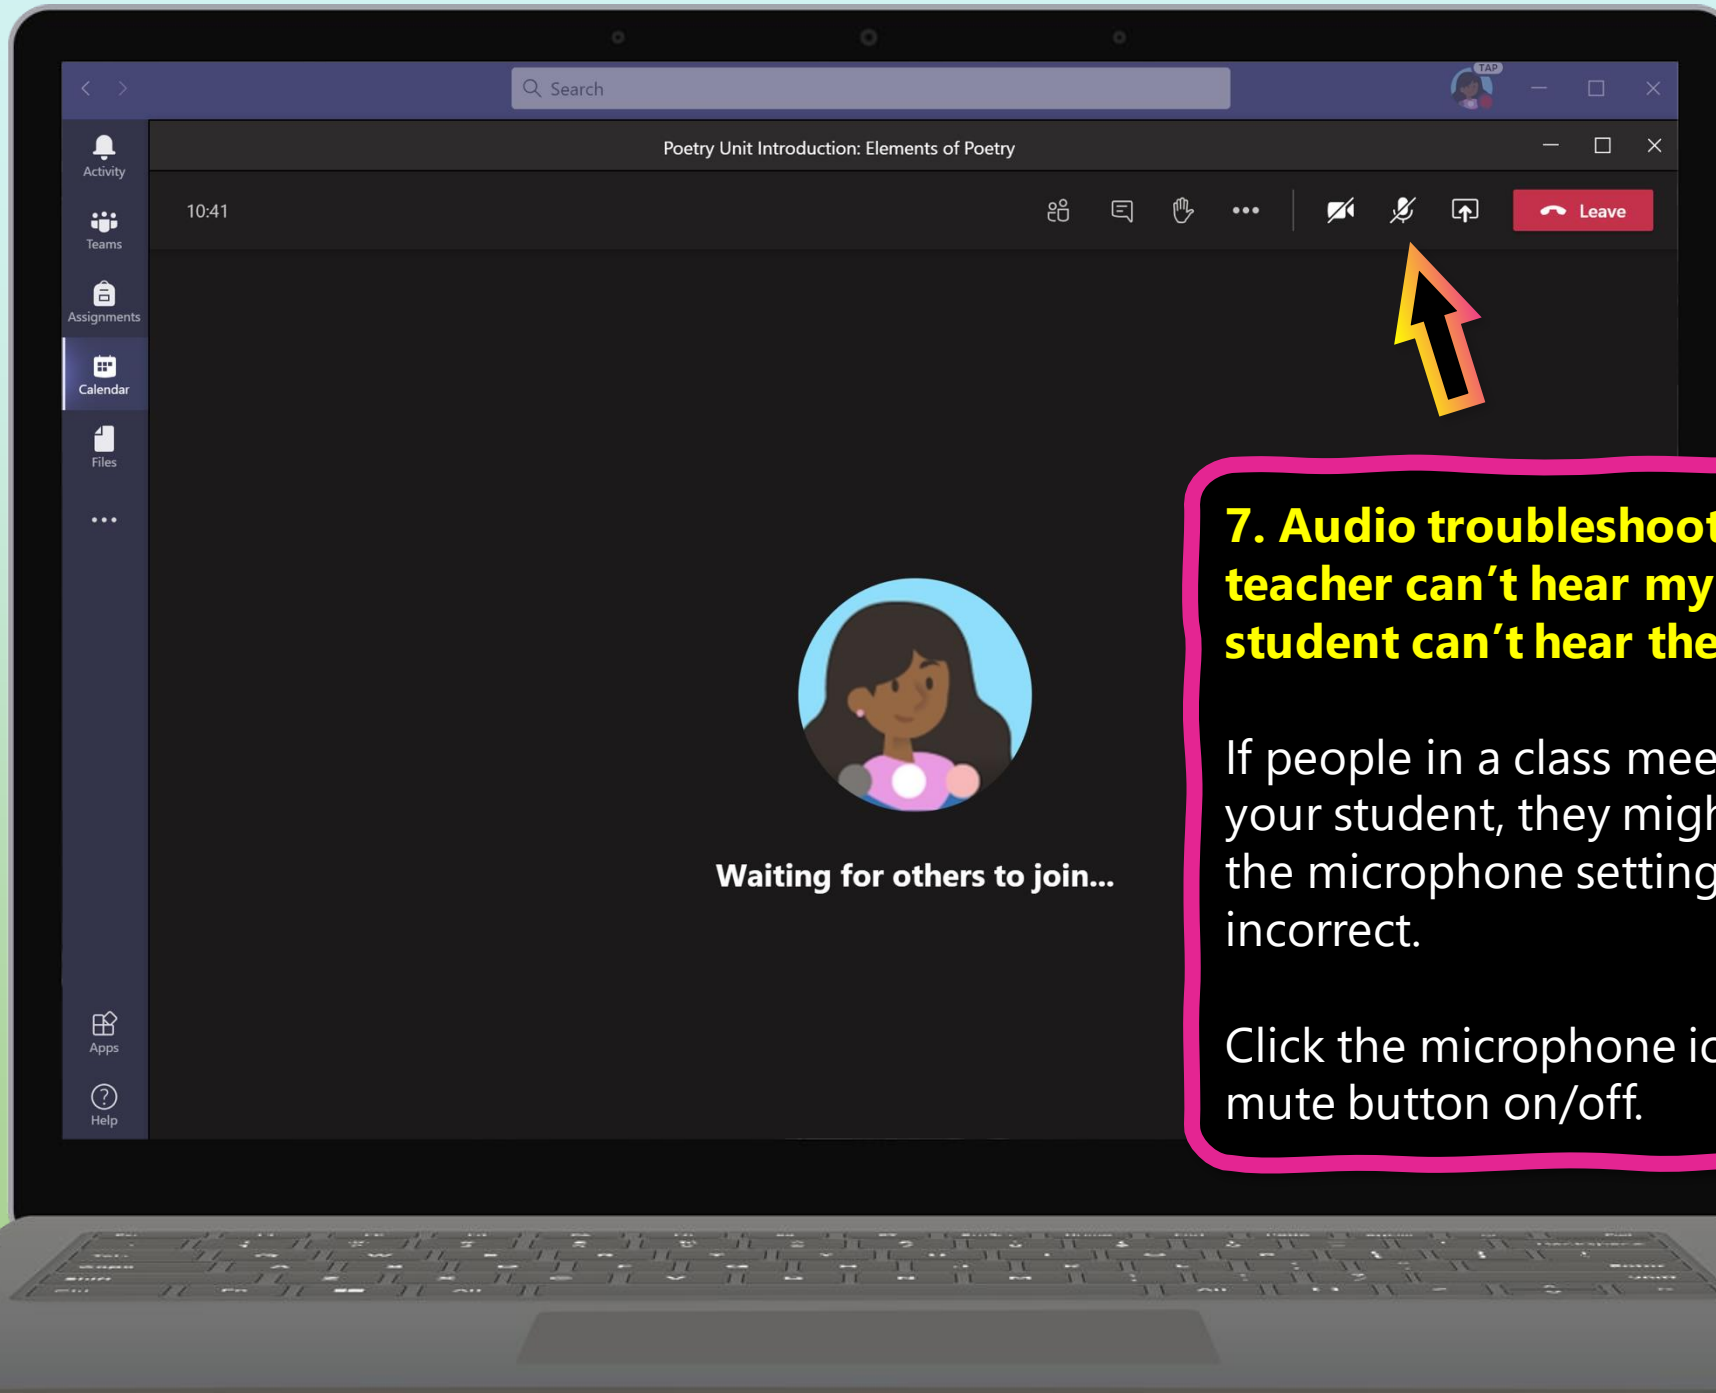 Search
TAP
Activity
Poetry Unit Introduction: Elements of Poetry
10:41
Leave
Teams
Assignments
Calendar
Files
Waiting for others to join...
Apps
Help
7. Audio troubleshoot
teacher can’t hear my
student can’t hear the
If people in a class mee
your student, they migh
the microphone setting
incorrect.
Click the microphone ic
mute button on/off.